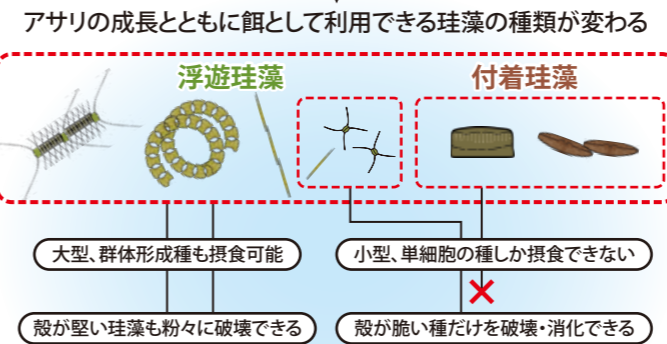 アサリの成長とともに餌として利用できる珪藻の種類が変わる
浮遊珪藻
付着珪藻
大型、群体形成種も摂食可能
小型、単細胞の種しか摂食できない
殻が堅い珪藻も粉々に破壊できる
殻が脆い種だけを破壊・消化できる